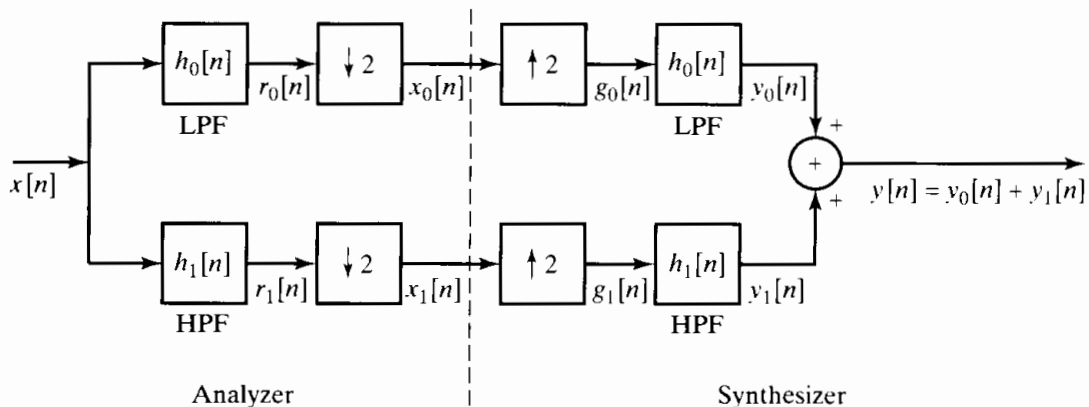 h₀[n]
↓ 2
↑ 2
h₀[n]
r₀[n]
x₀[n]
g₀[n]
y₀[n]
LPF
LPF
+
x[n]
+
y[n] = y₀[n] + y₁[n]
+
h₁[n]
↓ 2
↑ 2
h₁[n]
r₁[n]
x₁[n]
g₁[n]
y₁[n]
HPF
HPF
Analyzer
Synthesizer